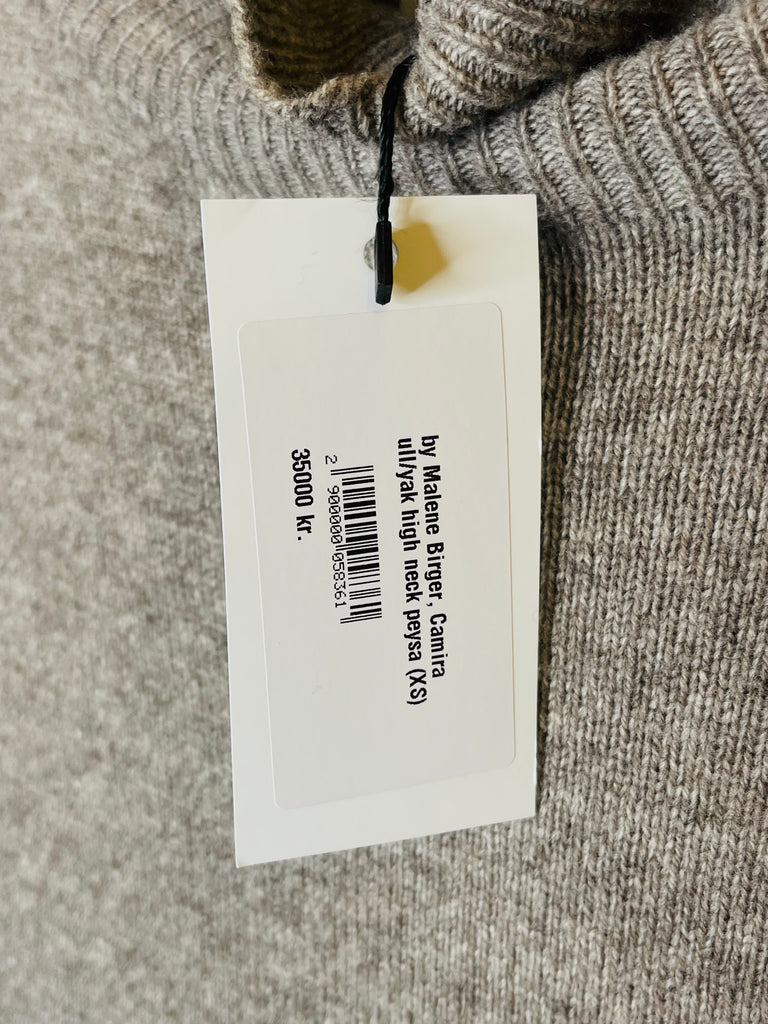 by Malene Birger, Camira
ull/yak high neck peysa (XS)
2 900000 058361
35000 kr.